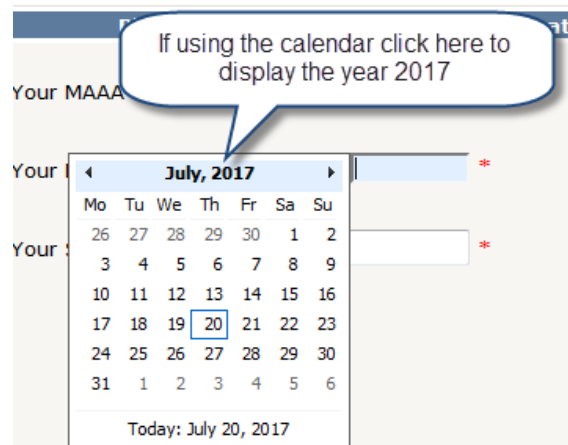 If using the calendar click here to
display the year 2017
Your MAAA
Your
July, 2017
*
Mo Tu We Th Fr Sa Su
26 27 28 29 30 1 2
Your
*
3 4 5 6 7 8 9
10 11 12 13 14 15 16
17 18 19 20 21 22 23
24 25 26 27 28 29 30
31 1 2 3 4 5 6
Today: July 20, 2017